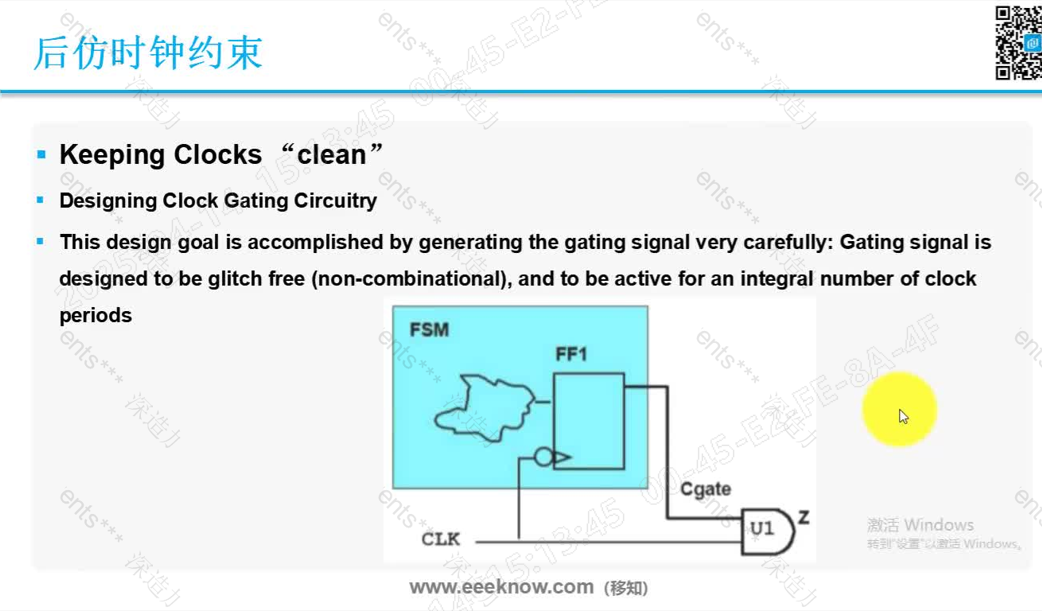 后仿时钟约束
Keeping Clocks “clean”
Designing Clock Gating Circuitry
This design goal is accomplished by generating the gating signal very carefully: Gating signal is
designed to be glitch free (non-combinational), and to be active for an integral number of clock
periods
FSM
FF1
Cgate
U1
Z
CLK
激活 Windows
转到"设置"以激活 Windows。
www.eeeknow.com（移知）